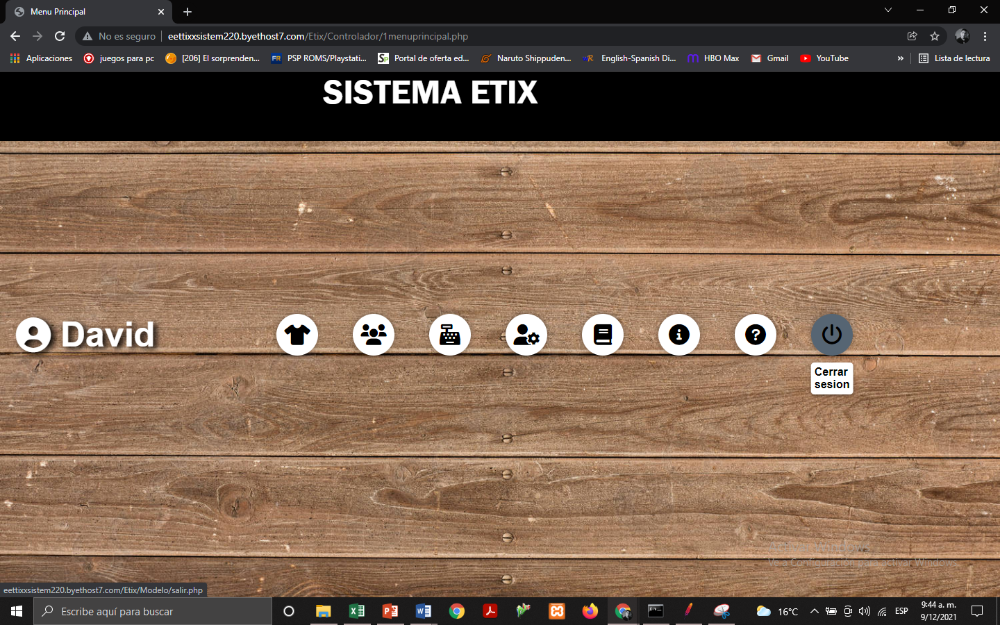 Menu Principal
No es seguro
eettixxsistem220.byethost7.com/Etix/Controlador/1menuprincipal.php
Aplicaciones
juegos para pc
[206] El sorprenden...
FR
PSP ROMS/Playstati...
Sp
Portal de oferta ed...
Naruto Shippuden...
English-Spanish Di...
HBO Max
Gmail
YouTube
»
Lista de lectura
SISTEMA ETIX
David
Cerrar
sesion
Activar Windows
Ve a Configuración para activar Windows.
eettixxsistem220.byethost7.com/Etix/Modelo/salir.php
Escribe aquí para buscar
16°C
ESP
9:44 a. m.
9/12/2021